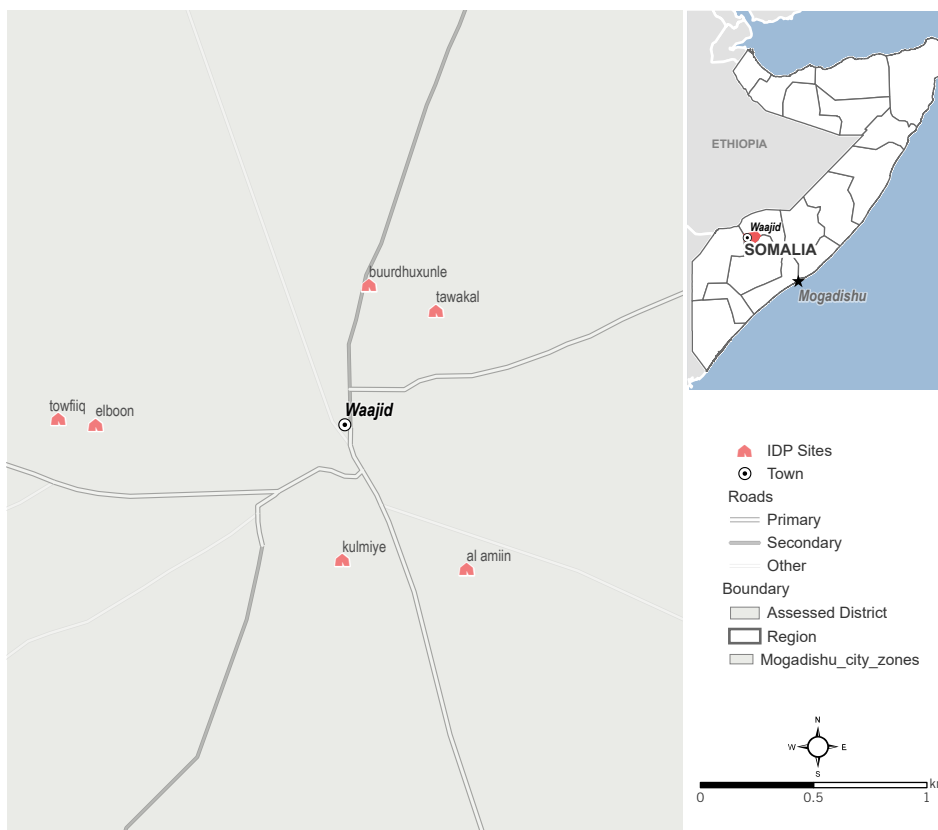 buurdhuxunle
tawakal
towfiiq
elboon
Waajid
kulmiye
al amiin
ETHIOPIA
Waajid
SOMALIA
Mogadishu
IDP Sites
Town
Roads
Primary
Secondary
Other
Boundary
Assessed District
Region
Mogadishu_city_zones
N
W E
S
km
0 0.5 1